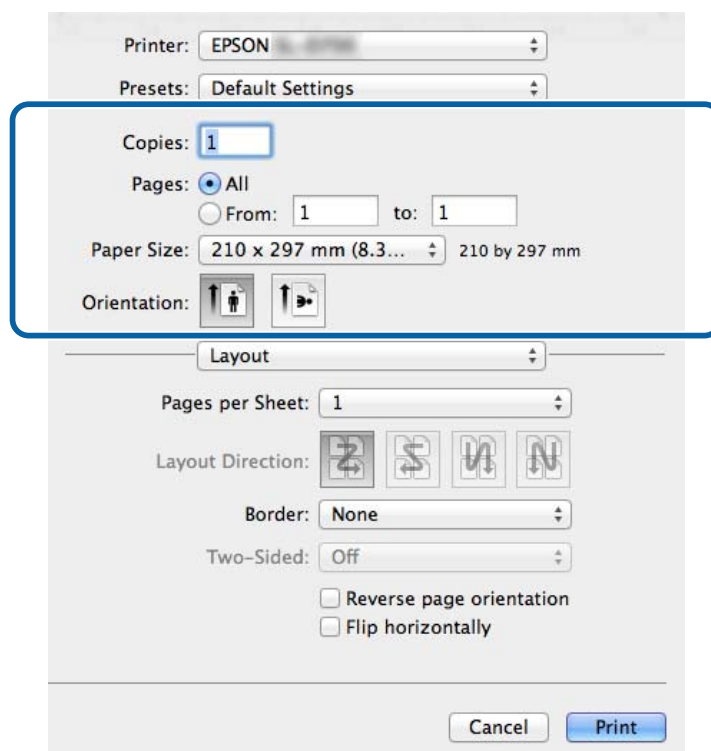 Printer: EPSON
Presets: Default Settings
Copies: 1
Pages: All
From: 1 to: 1
Paper Size: 210 x 297 mm (8.3... 210 by 297 mm
Orientation:
Layout
Pages per Sheet: 1
Layout Direction:
Border: None
Two-Sided: Off
Reverse page orientation
Flip horizontally
Cancel Print